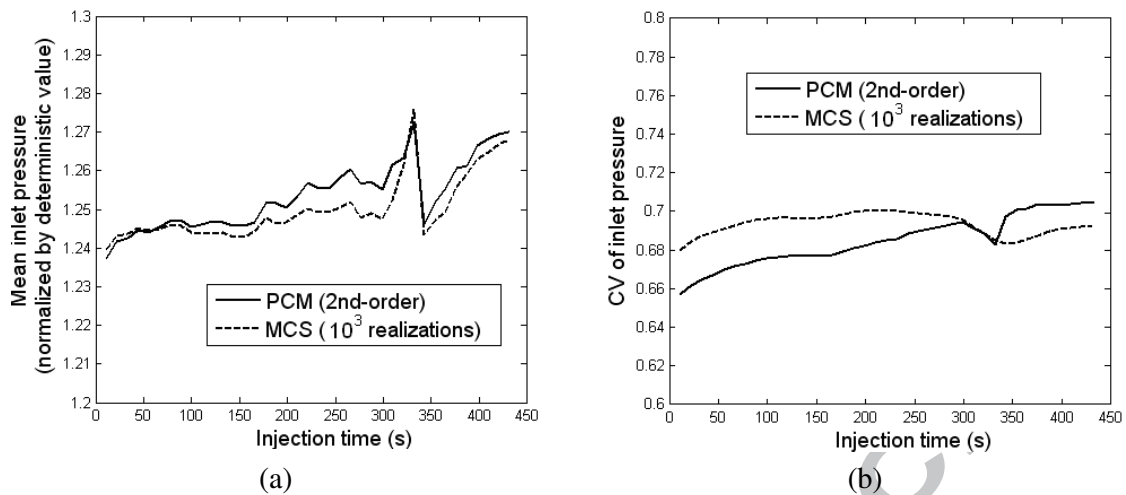 1.3
1.29
1.28
1.27
1.26
1.25
1.24
1.23
1.22
1.21
1.2
Mean inlet pressure
(normalized by deterministic value)
PCM (2nd-order)
MCS (10³ realizations)
0 50 100 150 200 250 300 350 400 450
Injection time (s)
(a)
0.8
0.78
0.76
0.74
0.72
0.7
0.68
0.66
0.64
0.62
0.6
CV of inlet pressure
PCM (2nd-order)
MCS (10³ realizations)
0 50 100 150 200 250 300 350 400 450
Injection time (s)
(b)